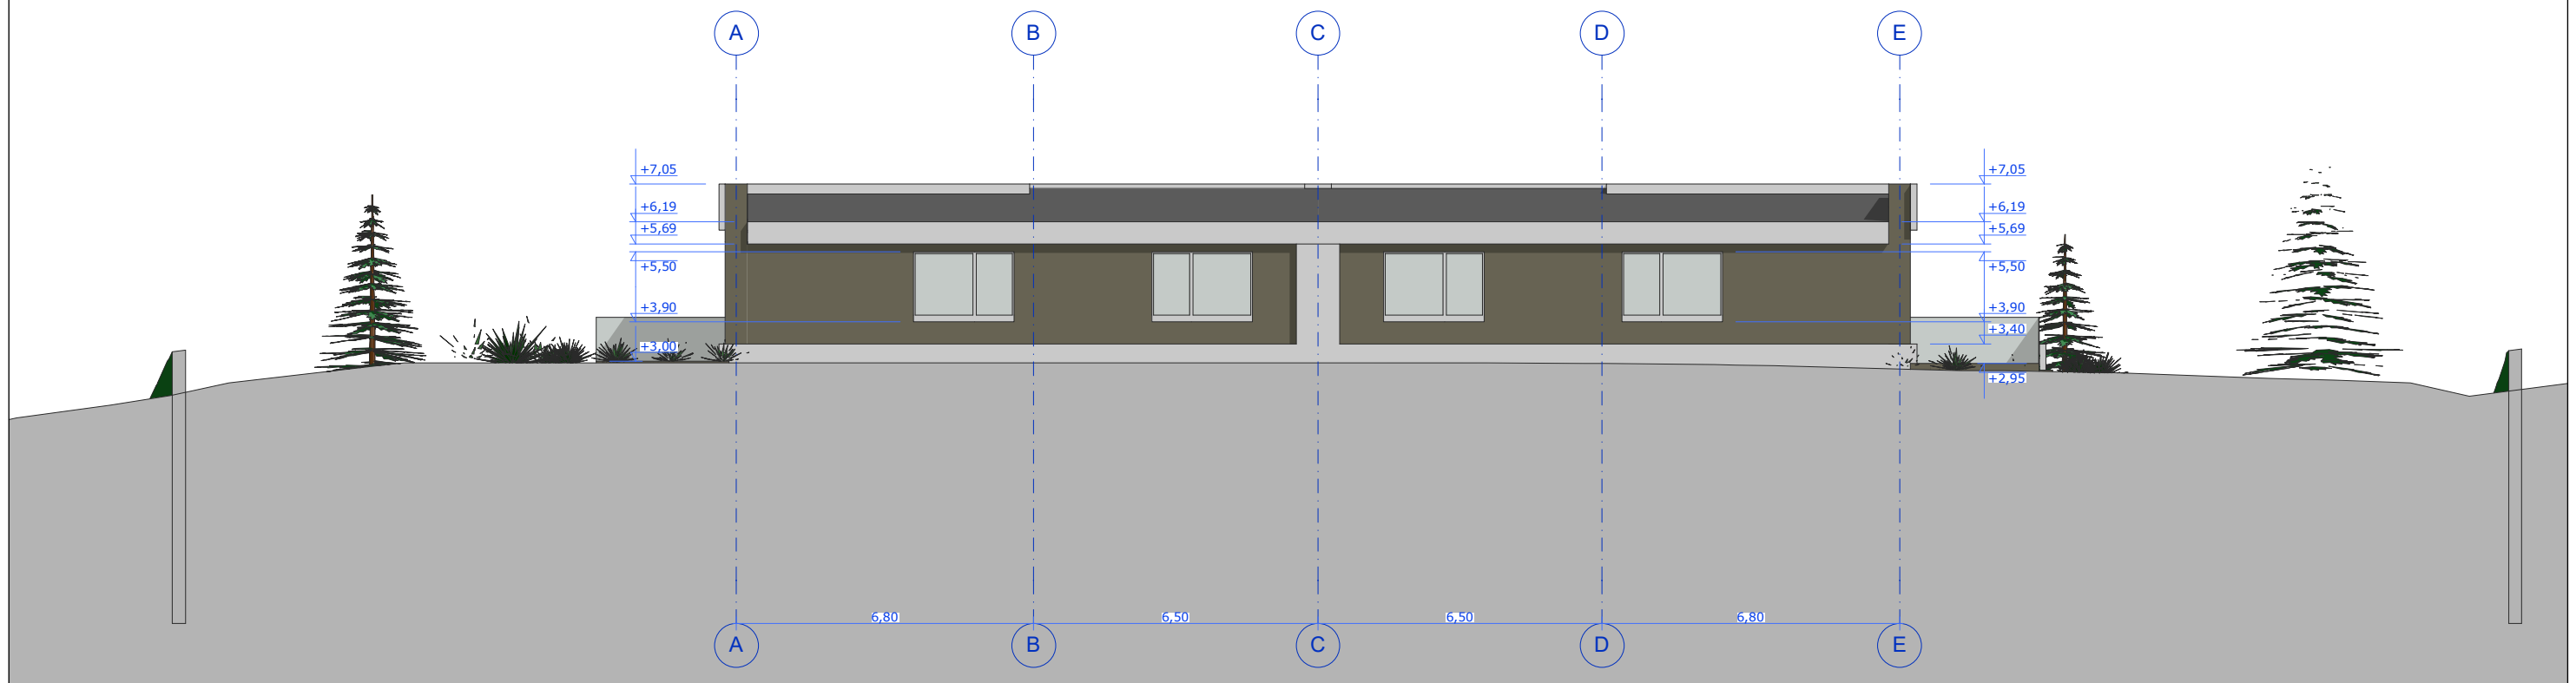 A B C D E
+7,05 +7,05
+6,19 +6,19
+5,69 +5,69
+5,50 +5,50
+3,90 +3,90
+3,40
+3,00
+2,95
6,80 6,50 6,50 6,80
A B C D E